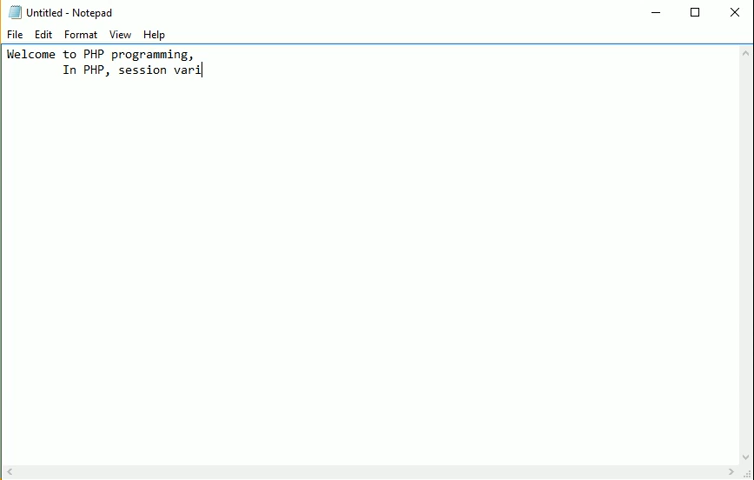 Untitled - Notepad
File Edit Format View Help
Welcome to PHP programming,
In PHP, session vari